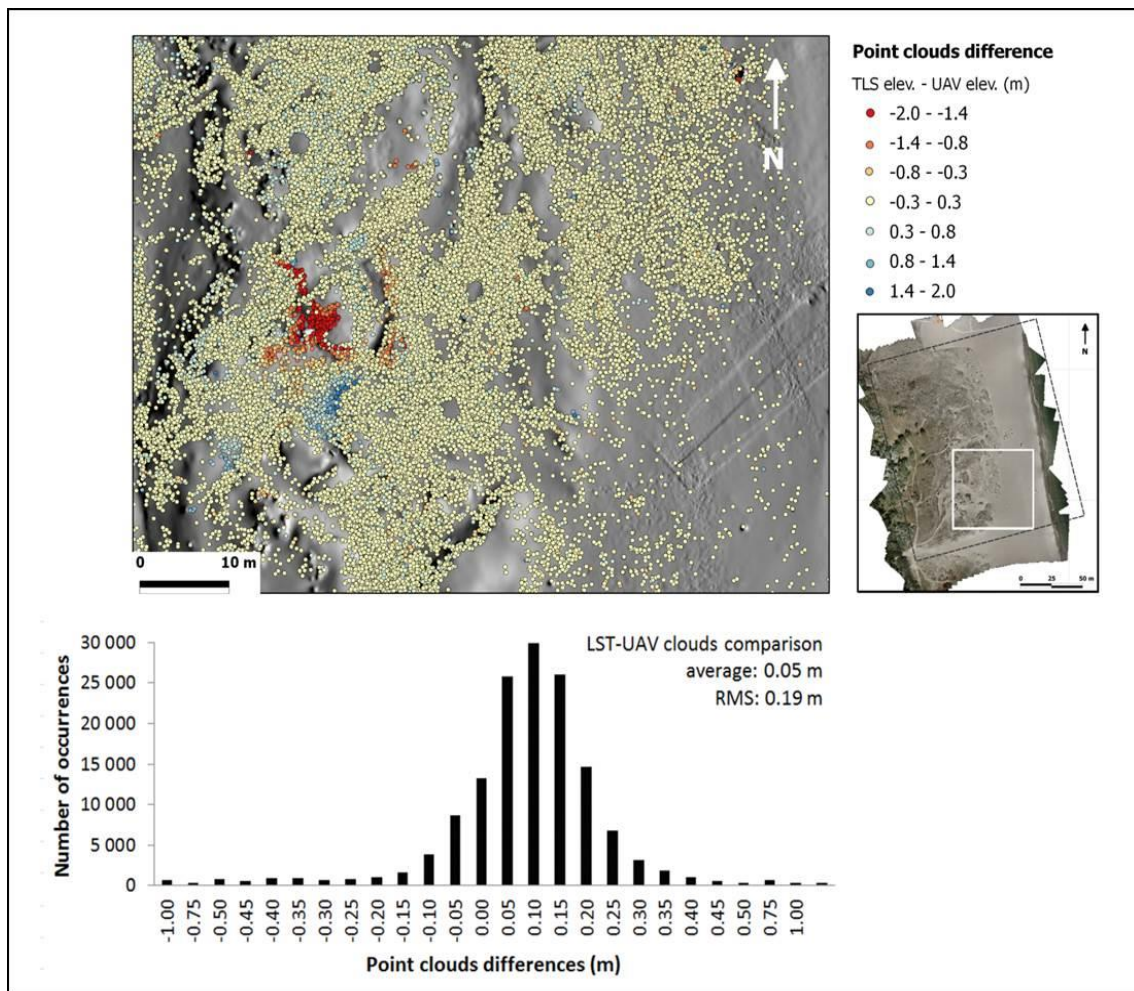 N
0 10 m
Point clouds difference
TLS elev. - UAV elev. (m)
-2.0 - -1.4
-1.4 - -0.8
-0.8 - -0.3
-0.3 - 0.3
0.3 - 0.8
0.8 - 1.4
1.4 - 2.0
N
0 25 50 m
LST-UAV clouds comparison
average: 0.05 m
RMS: 0.19 m
Number of occurrences
30 000
25 000
20 000
15 000
10 000
5 000
0
-1.00 -0.75 -0.50 -0.45 -0.40 -0.35 -0.30 -0.25 -0.20 -0.15 -0.10 -0.05 0.00 0.05 0.10 0.15 0.20 0.25 0.30 0.35 0.40 0.45 0.50 0.75 1.00
Point clouds differences (m)